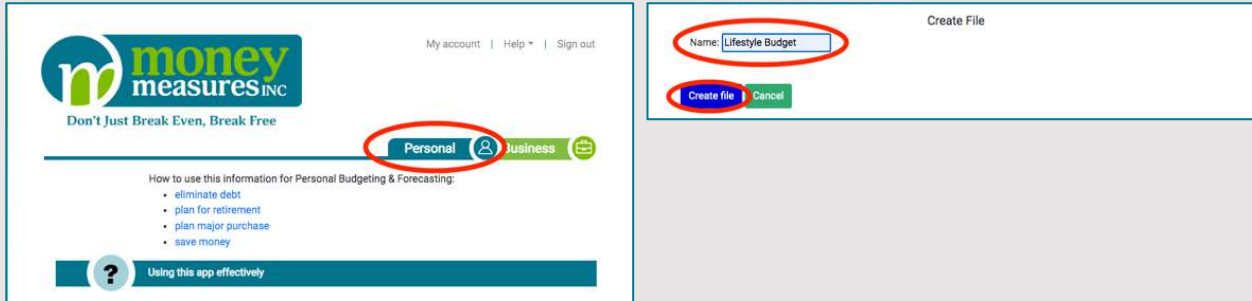 My account | Help | Sign out
m money
measures INC
Don't Just Break Even, Break Free
Personal Business
How to use this information for Personal Budgeting & Forecasting:
• eliminate debt
• plan for retirement
• plan major purchase
• save money
? Using this app effectively
Create File
Name: Lifestyle Budget
Create file Cancel